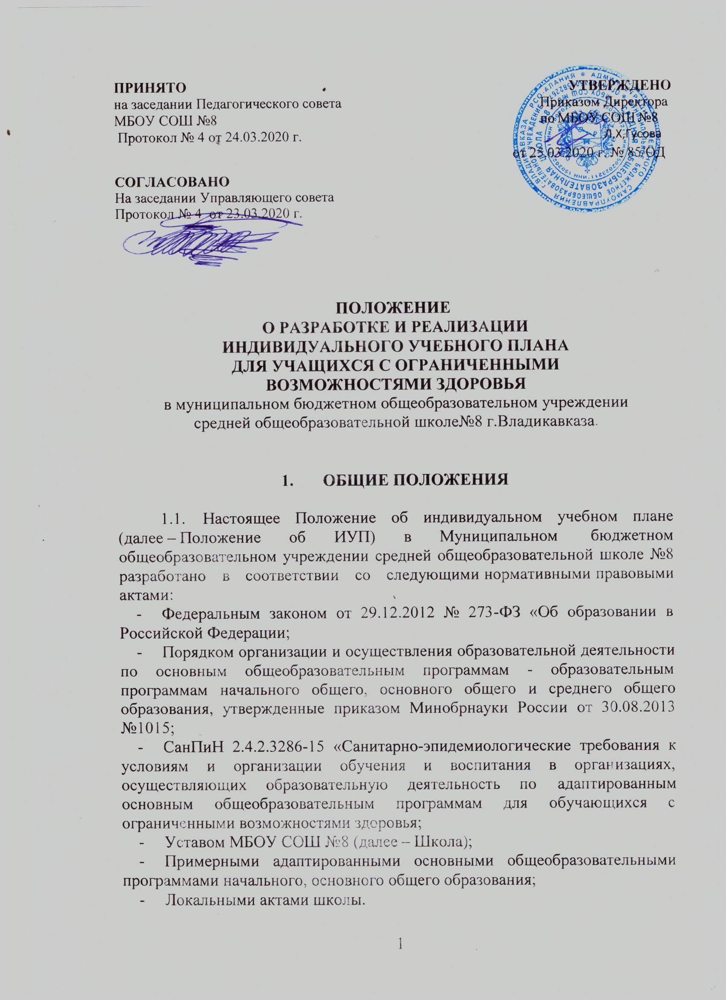 ПРИНЯТО
на заседании Педагогического совета
МБОУ СОШ №8
Протокол № 4 от 24.03.2020 г.
УТВЕРЖДЕНО
Приказом Директора
по МБОУ СОШ №8
Л,Х,Гусова
от 25.03.2020 г. № 85/ОД
СОГЛАСОВАНО
На заседании Управляющего совета
Протокол № 4 от 23.03.2020 г.
ПОЛОЖЕНИЕ
О РАЗРАБОТКЕ И РЕАЛИЗАЦИИ
ИНДИВИДУАЛЬНОГО УЧЕБНОГО ПЛАНА
ДЛЯ УЧАЩИХСЯ С ОГРАНИЧЕННЫМИ
ВОЗМОЖНОСТЯМИ ЗДОРОВЬЯ
в муниципальном бюджетном общеобразовательном учреждении
средней общеобразовательной школе№8 г.Владикавказа.
1. ОБЩИЕ ПОЛОЖЕНИЯ
1.1. Настоящее Положение об индивидуальном учебном плане
(далее – Положение об ИУП) в Муниципальном бюджетном
общеобразовательном учреждении средней общеобразовательной школе №8
разработано в соответствии со следующими нормативными правовыми
актами:
- Федеральным законом от 29.12.2012 № 273-ФЗ «Об образовании в
Российской Федерации;
- Порядком организации и осуществления образовательной деятельности
по основным общеобразовательным программам - образовательным
программам начального общего, основного общего и среднего общего
образования, утвержденные приказом Минобрнауки России от 30.08.2013
№1015;
- СанПиН 2.4.2.3286-15 «Санитарно-эпидемиологические требования к
условиям и организации обучения и воспитания в организациях,
осуществляющих образовательную деятельность по адаптированным
основным общеобразовательным программам для обучающихся с
ограниченными возможностями здоровья;
- Уставом МБОУ СОШ №8 (далее – Школа);
- Примерными адаптированными основными общеобразовательными
программами начального, основного общего образования;
- Локальными актами школы.
1